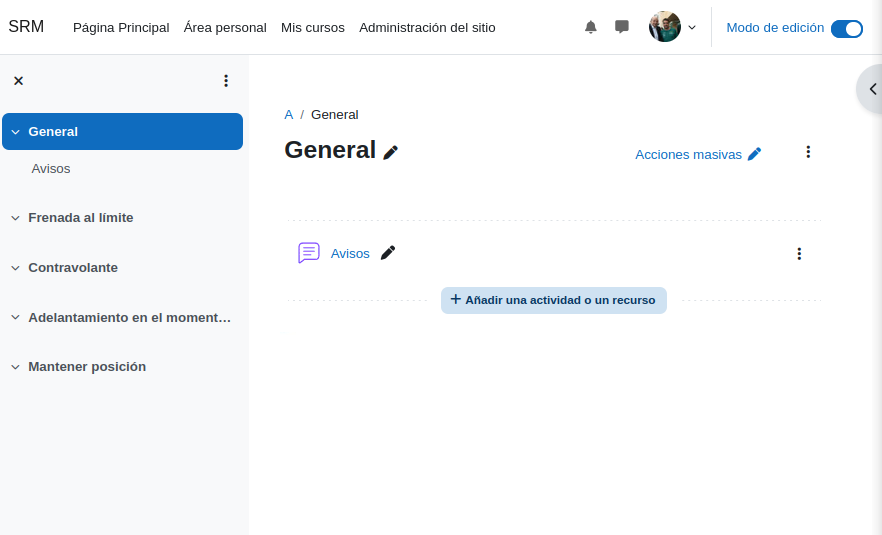 SRM Página Principal Área personal Mis cursos Administración del sitio Modo de edición
General
Avisos
Frenada al límite
Contravolante
Adelantamiento en el moment...
Mantener posición
A / General
General
Acciones masivas
Avisos
+ Añadir una actividad o un recurso